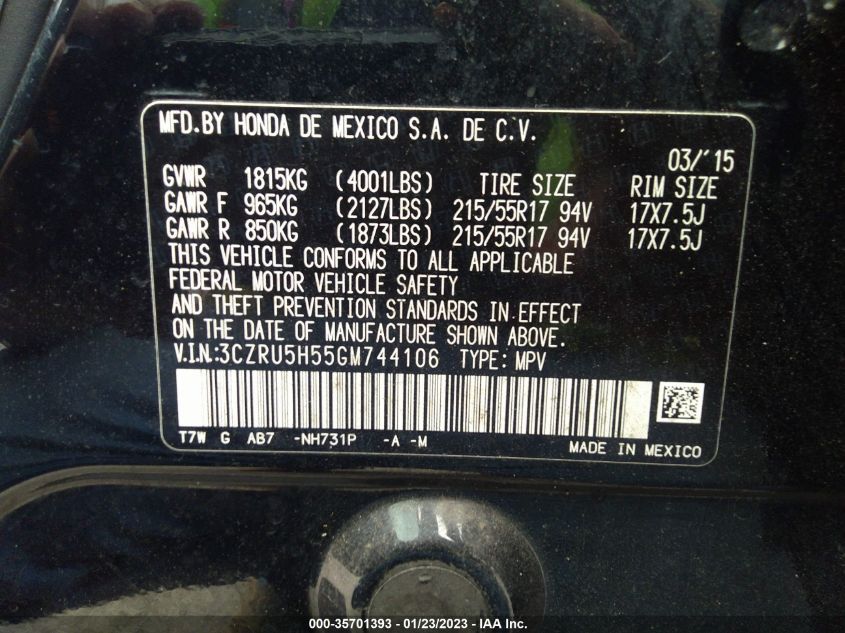 MFD.BY HONDA DE MEXICO S.A. DE C.V.
03/'15
GVWR 1815KG (4001LBS) TIRE SIZE RIM SIZE
GAWR F 965KG (2127LBS) 215/55R17 94V 17X7.5J
GAWR R 850KG (1873LBS) 215/55R17 94V 17X7.5J
THIS VEHICLE CONFORMS TO ALL APPLICABLE
FEDERAL MOTOR VEHICLE SAFETY
AND THEFT PREVENTION STANDARDS IN EFFECT
ON THE DATE OF MANUFACTURE SHOWN ABOVE.
V.I.N:3CZRU5H55GM744106 TYPE: MPV
T7W G AB7 -NH731P -A -M
MADE IN MEXICO
000-35701393 - 01/23/2023 - IAA Inc.